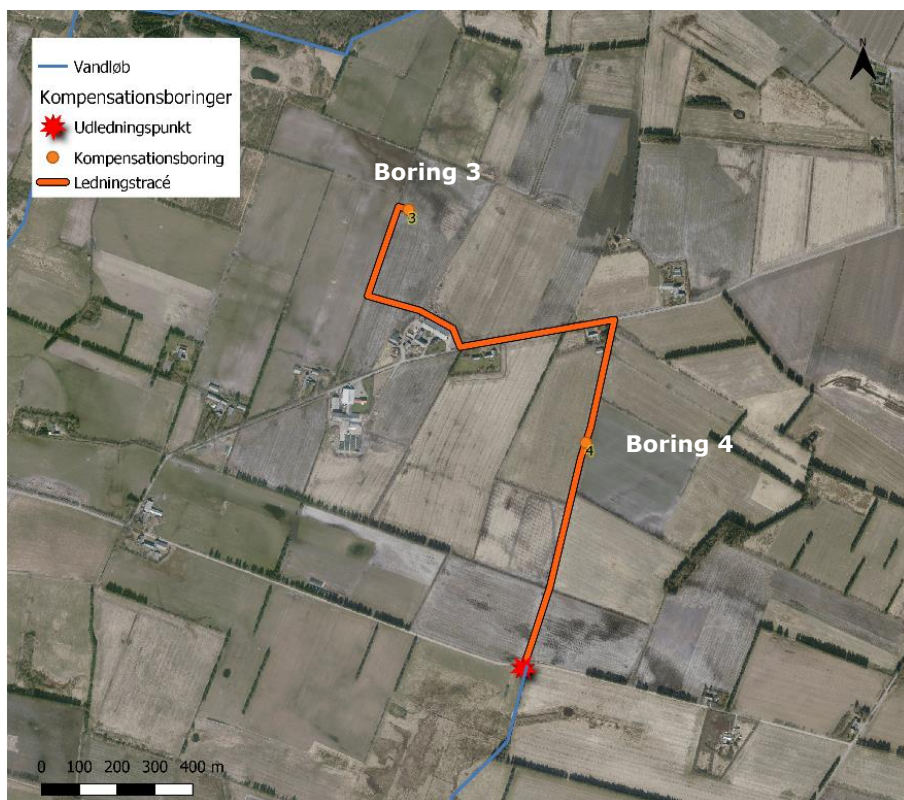 Vandløb
Kompensationsboringer
Udledningspunkt
Kompensationsboring
Ledningstracé
N
Boring 3
3
Boring 4
4
0 100 200 300 400 m